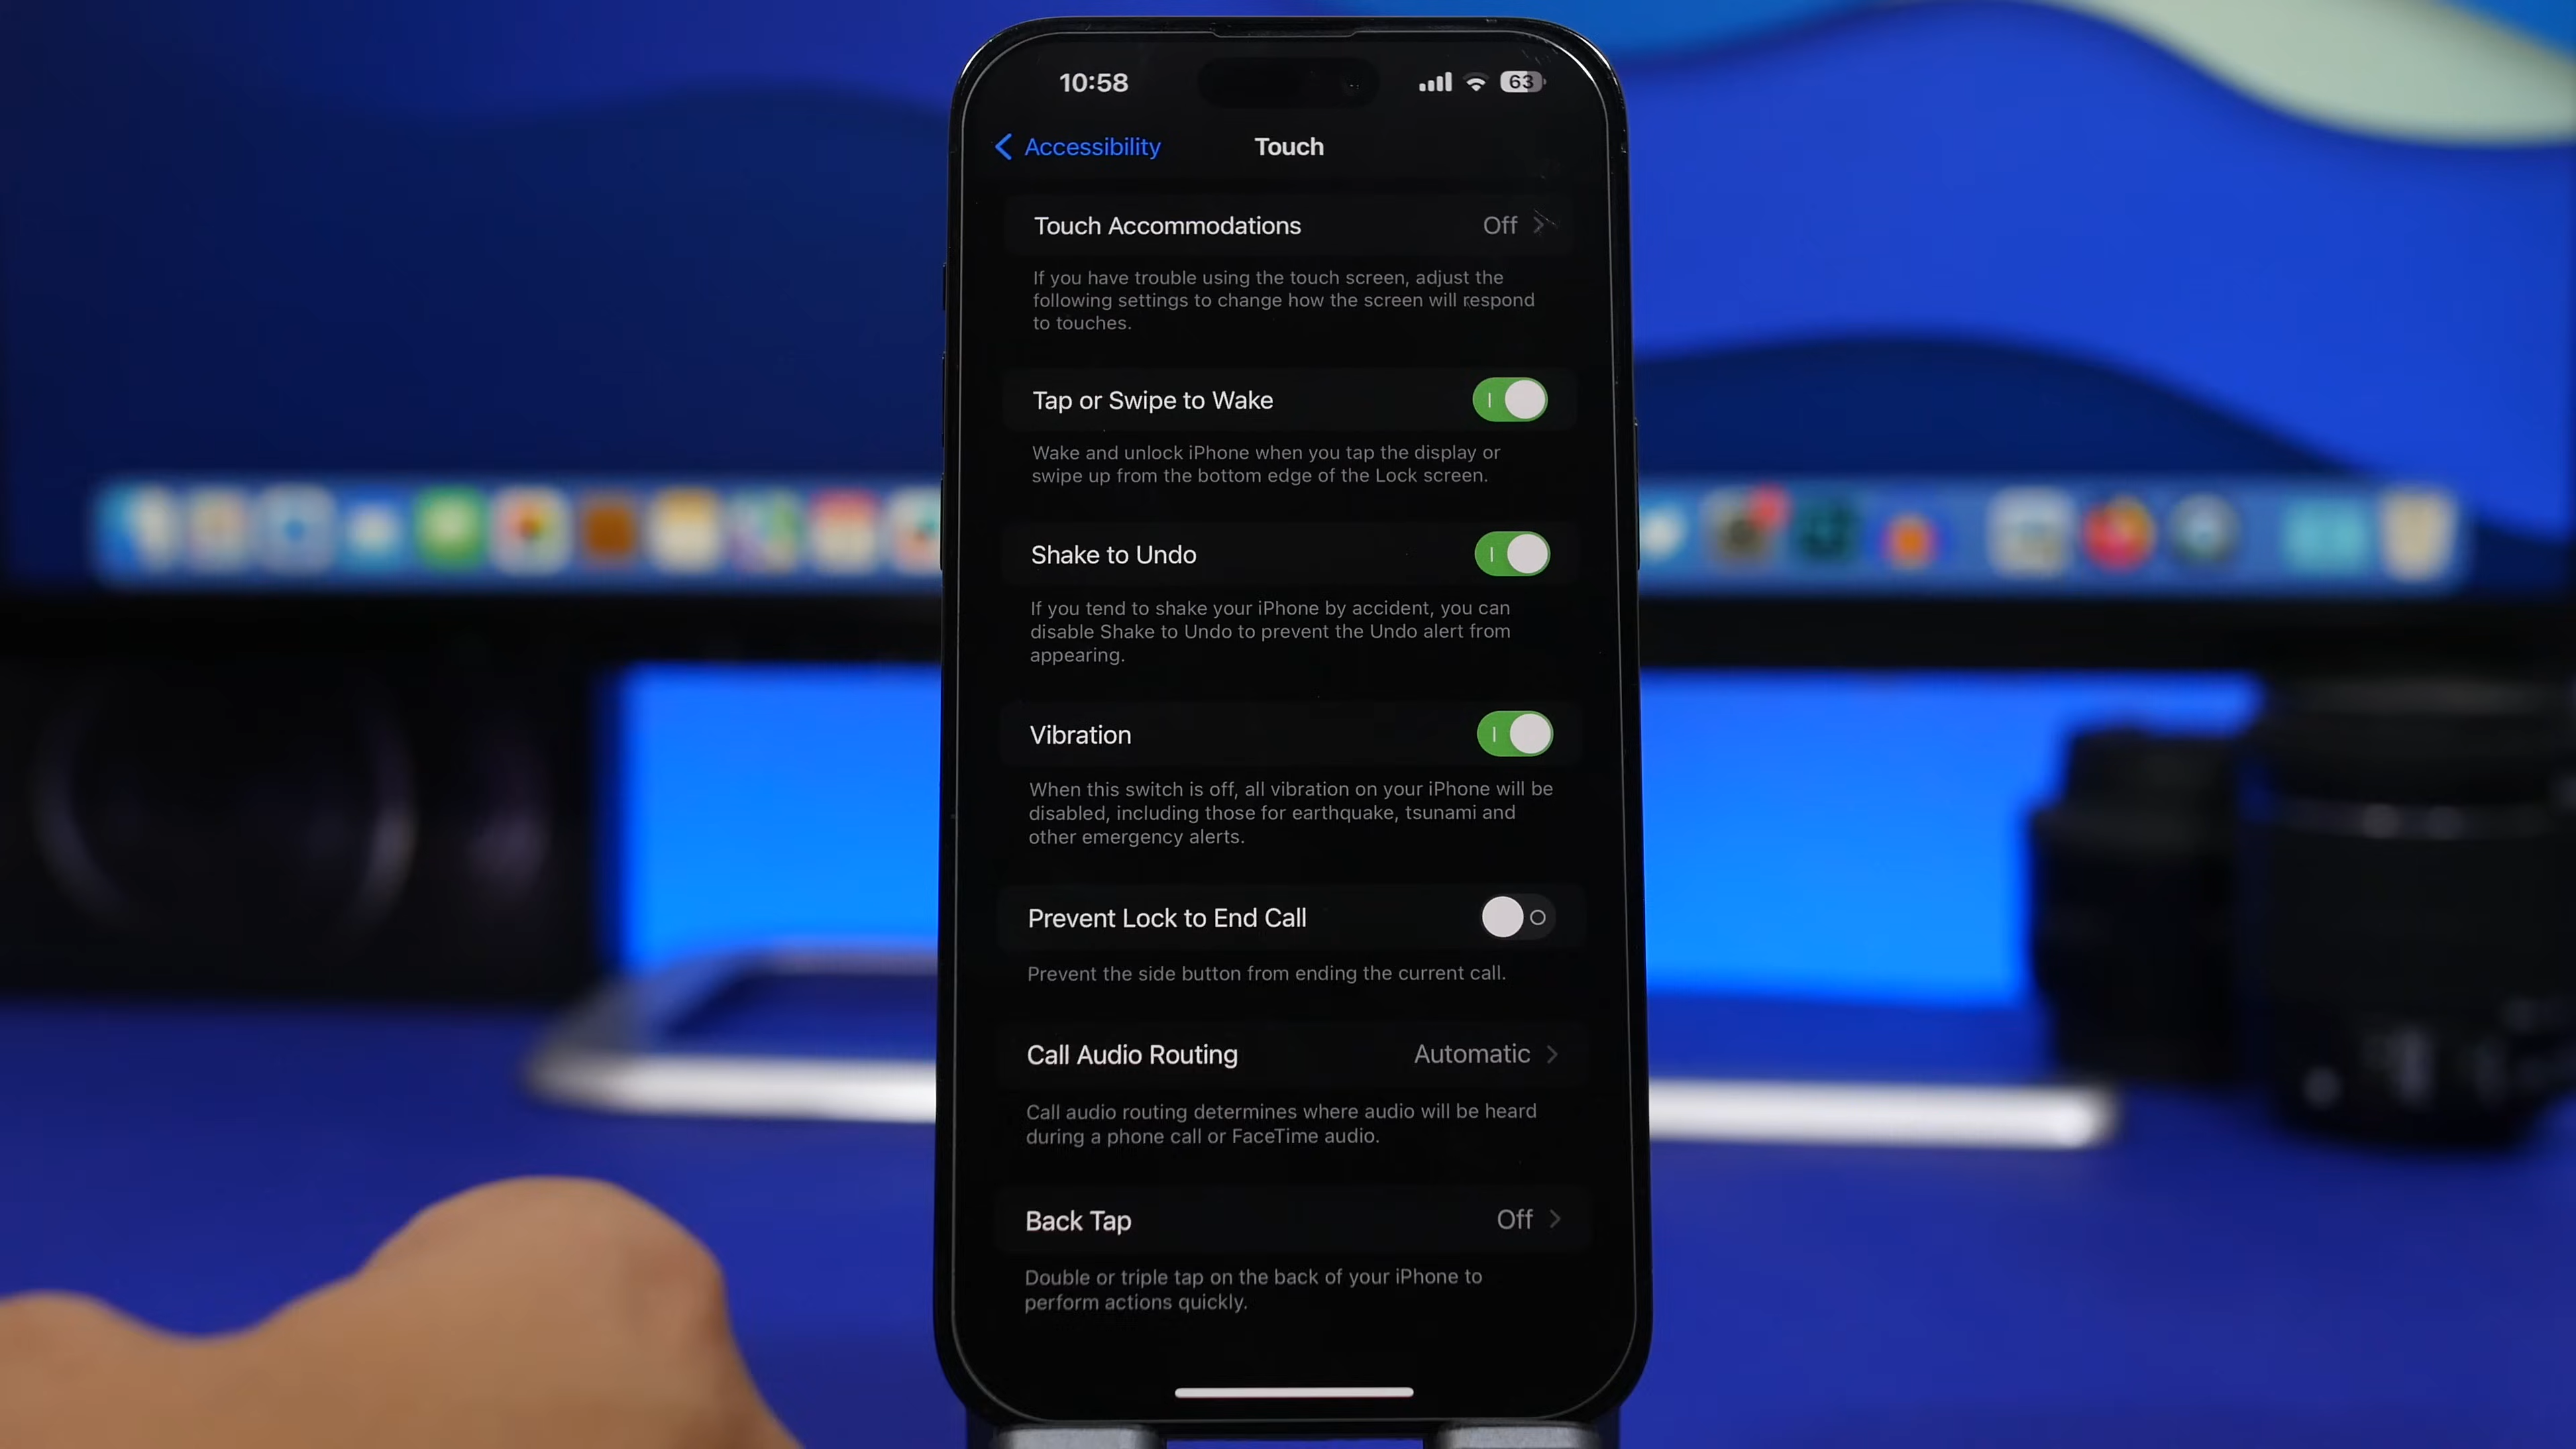 10:58
63
Accessibility
Touch
Touch Accommodations
Off
If you have trouble using the touch screen, adjust the
following settings to change how the screen will respond
to touches.
Tap or Swipe to Wake
Wake and unlock iPhone when you tap the display or
swipe up from the bottom edge of the Lock screen.
Shake to Undo
If you tend to shake your iPhone by accident, you can
disable Shake to Undo to prevent the Undo alert from
appearing.
Vibration
When this switch is off, all vibration on your iPhone will be
disabled, including those for earthquake, tsunami and
other emergency alerts.
Prevent Lock to End Call
Prevent the side button from ending the current call.
Call Audio Routing
Automatic
Call audio routing determines where audio will be heard
during a phone call or FaceTime audio.
Back Tap
Off
Double or triple tap on the back of your iPhone to
perform actions quickly.